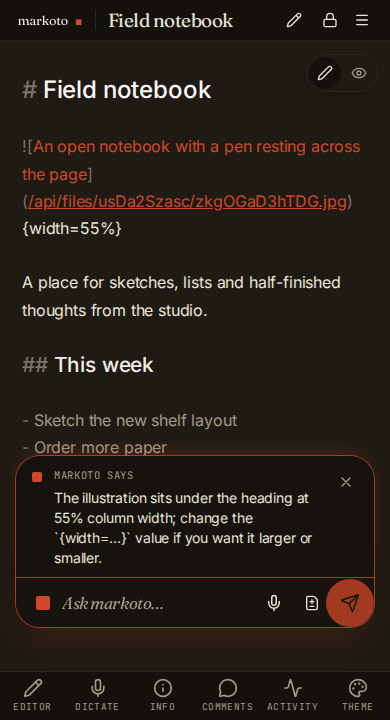 markoto
Field notebook
# Field notebook
![An open notebook with a pen resting across
the page]
(/api/files/usDa2Szasc/zkgOGaD3hTDG.jpg)
{width=55%}
A place for sketches, lists and half-finished
thoughts from the studio.
## This week
- Sketch the new shelf layout
- Order more paper
MARKOTO SAYS
The illustration sits under the heading at
55% column width; change the
`{width=…}` value if you want it larger or
smaller.
Ask markoto...
EDITOR DICTATE INFO COMMENTS ACTIVITY THEME